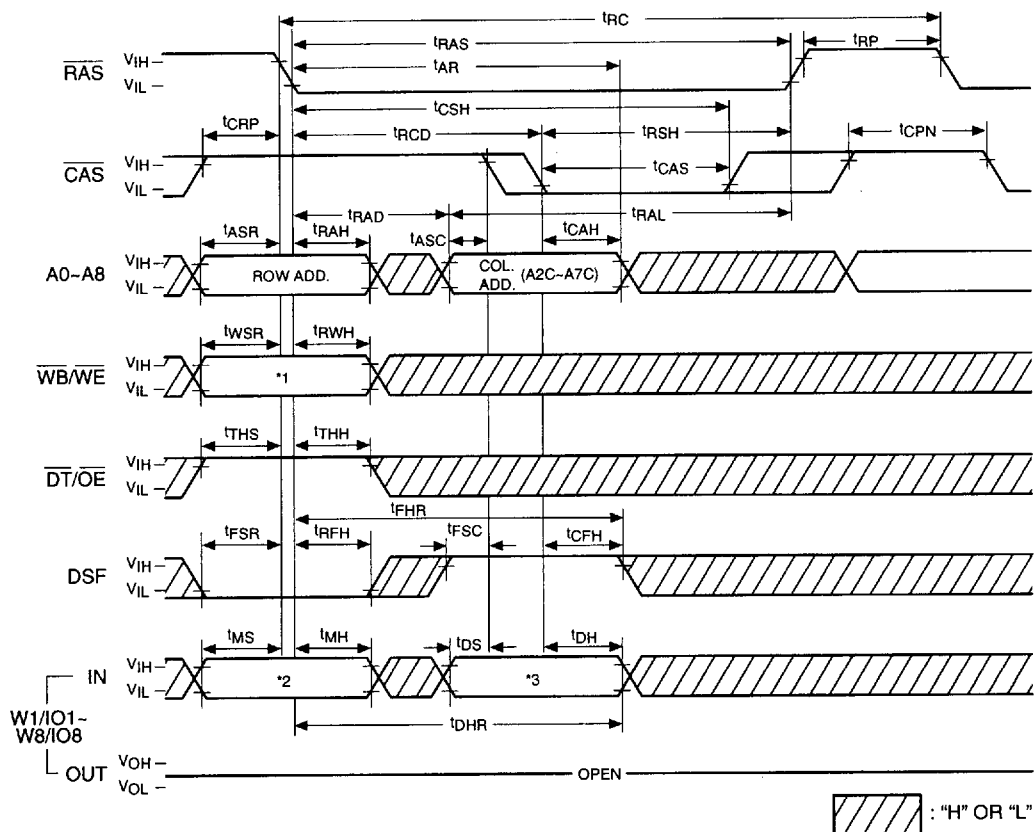 tRC
tRAS
tRP
RAS
VIH
VIL
tAR
tCSH
tCRP
tRCD
tRSH
tCPN
CAS
VIH
VIL
tCAS
tRAD
tRAL
tASR
tRAH
tASC
tCAH
A0~A8
VIH
VIL
ROW ADD.
COL. ADD. (A2C~A7C)
tWSR
tRWH
WB/WE
VIH
VIL
*1
tTHS
tTHH
DT/OE
VIH
VIL
tFHR
tFSR
tRFH
tFSC
tCFH
DSF
VIH
VIL
tMS
tMH
tDS
tDH
IN
VIH
VIL
*2
*3
W1/IO1~
W8/IO8
tDHR
OUT
VOH
VOL
OPEN
: "H" OR "L"